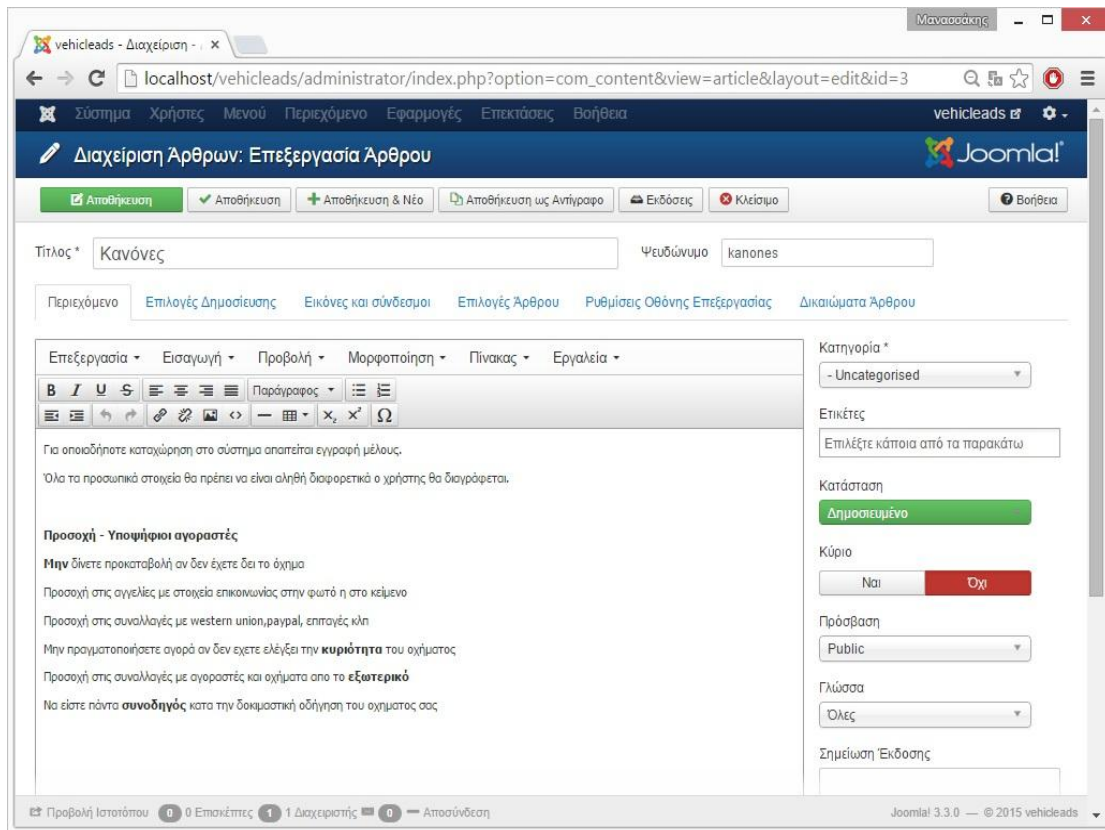 Μανασσάκης
vehicleads - Διαχείριση - .
localhost/vehicleads/administrator/index.php?option=com_content&view=article&layout=edit&id=3
Σύστημα Χρήστες Μενού Περιεχόμενο Εφαρμογές Επεκτάσεις Βοήθεια vehicleads
Διαχείριση Άρθρων: Επεξεργασία Άρθρου Joomla!
Αποθήκευση Αποθήκευση Αποθήκευση & Νέο Αποθήκευση ως Αντίγραφο Εκδόσεις Κλείσιμο Βοήθεια
Τίτλος * Κανόνες Ψευδώνυμο kanones
Περιεχόμενο Επιλογές Δημοσίευσης Εικόνες και σύνδεσμοι Επιλογές Άρθρου Ρυθμίσεις Οθόνης Επεξεργασίας Δικαιώματα Άρθρου
Επεξεργασία Εισαγωγή Προβολή Μορφοποίηση Πίνακας Εργαλεία
B I U S Παράγραφος
Ω
Για οποιαδήποτε καταχώρηση στο σύστημα απαιτείται εγγραφή μέλους.
Όλα τα προσωπικά στοιχεία θα πρέπει να είναι αληθή διαφορετικά ο χρήστης θα διαγράφεται.
Προσοχή - Υποψήφιοι αγοραστές
Μην δίνετε προκαταβολή αν δεν έχετε δει το όχημα
Προσοχή στις αγγελίες με στοιχεία επικοινωνίας στην φωτό η στο κείμενο
Προσοχή στις συναλλαγές με western union,paypal, επιταγές κλπ
Μην πραγματοποιήσετε αγορά αν δεν εχετε ελέγξει την κυριότητα του οχήματος
Προσοχή στις συναλλαγές με αγοραστές και οχήματα απο το εξωτερικό
Να είστε πάντα συνοδηγός κατα την δοκιμαστική οδήγηση του οχηματος σας
Κατηγορία *
- Uncategorised
Ετικέτες
Επιλέξτε κάποια από τα παρακάτω
Κατάσταση
Δημοσιευμένο
Κύριο
Ναι Όχι
Πρόσβαση
Public
Γλώσσα
Όλες
Σημείωση Έκδοσης
Προβολή Ιστοτόπου 0 0 Επισκέπτες 1 1 Διαχειριστής 0 Αποσύνδεση Joomla! 3.3.0 — © 2015 vehicleads